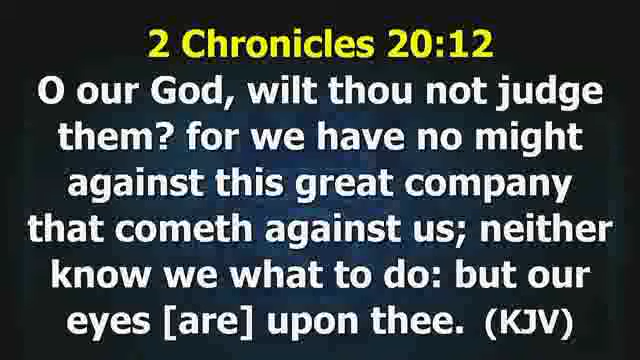 2 Chronicles 20:12
O our God, wilt thou not judge
them? for we have no might
against this great company
that cometh against us; neither
know we what to do: but our
eyes [are] upon thee. (KJV)